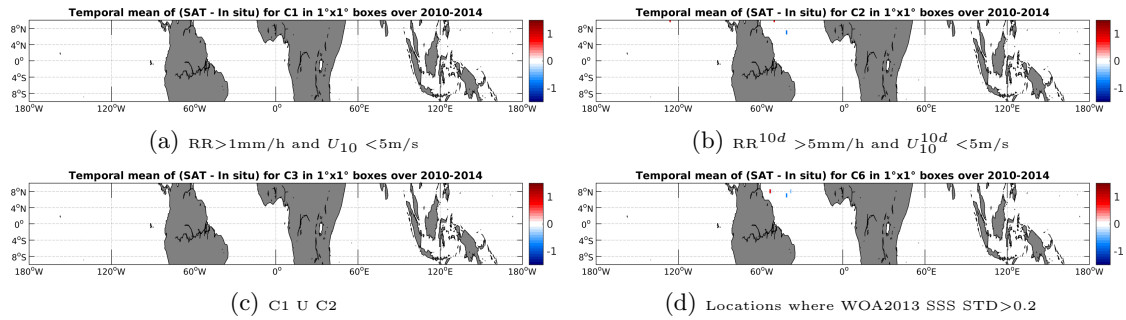 Temporal mean of (SAT - In situ) for C1 in 1°x1° boxes over 2010-2014
8°N
4°N
0°
4°S
8°S
180°W 120°W 60°W 0° 60°E 120°E 180°W
1
0
-1
(a) RR>1mm/h and U10 <5m/s
Temporal mean of (SAT - In situ) for C2 in 1°x1° boxes over 2010-2014
8°N
4°N
0°
4°S
8°S
180°W 120°W 60°W 0° 60°E 120°E 180°W
1
0
-1
(b) RR10d >5mm/h and U10d10 <5m/s
Temporal mean of (SAT - In situ) for C3 in 1°x1° boxes over 2010-2014
8°N
4°N
0°
4°S
8°S
180°W 120°W 60°W 0° 60°E 120°E 180°W
1
0
-1
(c) C1 U C2
Temporal mean of (SAT - In situ) for C6 in 1°x1° boxes over 2010-2014
8°N
4°N
0°
4°S
8°S
180°W 120°W 60°W 0° 60°E 120°E 180°W
1
0
-1
(d) Locations where WOA2013 SSS STD>0.2